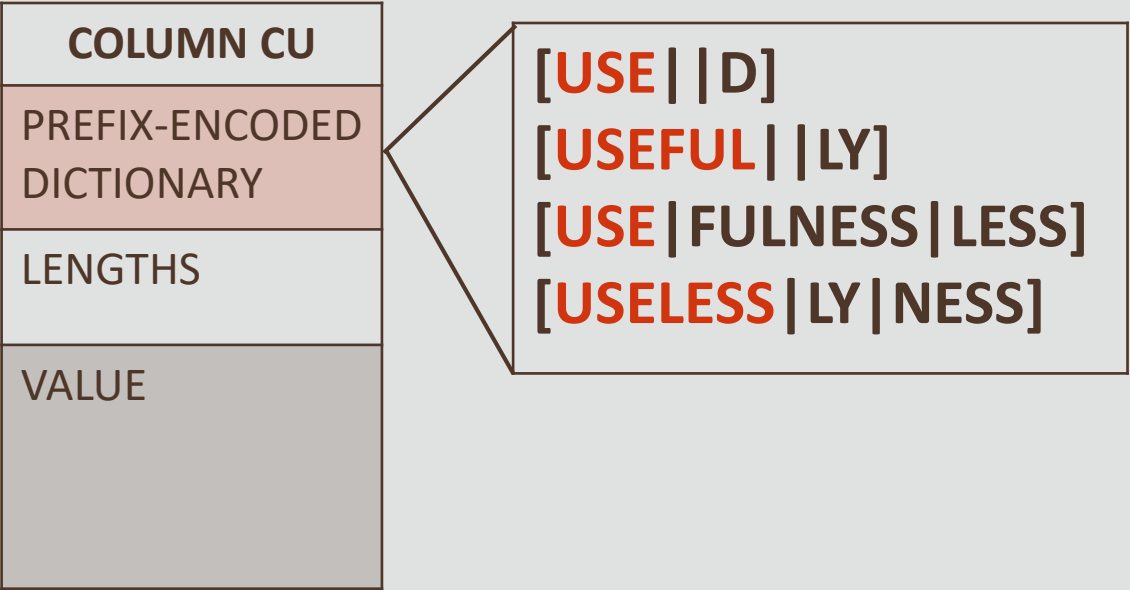 COLUMN CU
PREFIX-ENCODED
DICTIONARY
LENGTHS
VALUE
[USE||D]
[USEFUL||LY]
[USE|FULNESS|LESS]
[USELESS|LY|NESS]